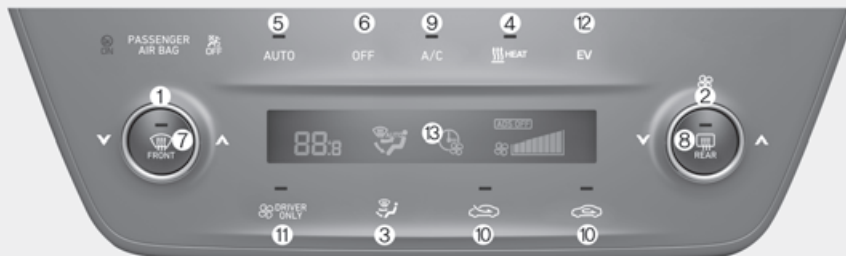 ⑤ ⑥ ⑨ ④ ⑫
ON PASSENGER AIR BAG OFF
AUTO OFF A/C HEAT EV
① ②
⑦ FRONT
88:8 ⑬ ADS OFF
⑧ REAR
DRIVER ONLY
⑪ ③ ⑩ ⑩